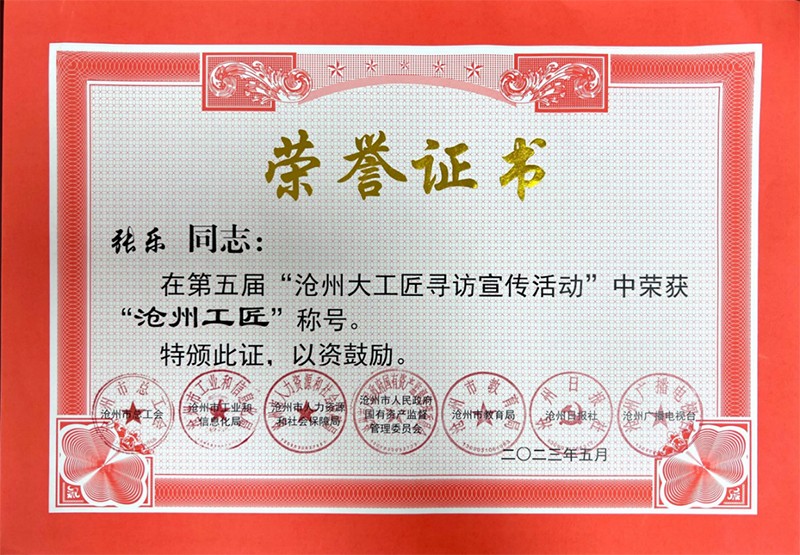 荣誉证书
张乐 同志：
在第五届“沧州大工匠寻访宣传活动”中荣获
“沧州工匠”称号。
特颁此证，以资鼓励。
沧州市总工会
沧州市工业和
信息化局
沧州市人力资源
和社会保障局
沧州市人民政府
国有资产监督
管理委员会
沧州市教育局
沧州日报社
沧州广播电视台
二〇二三年五月